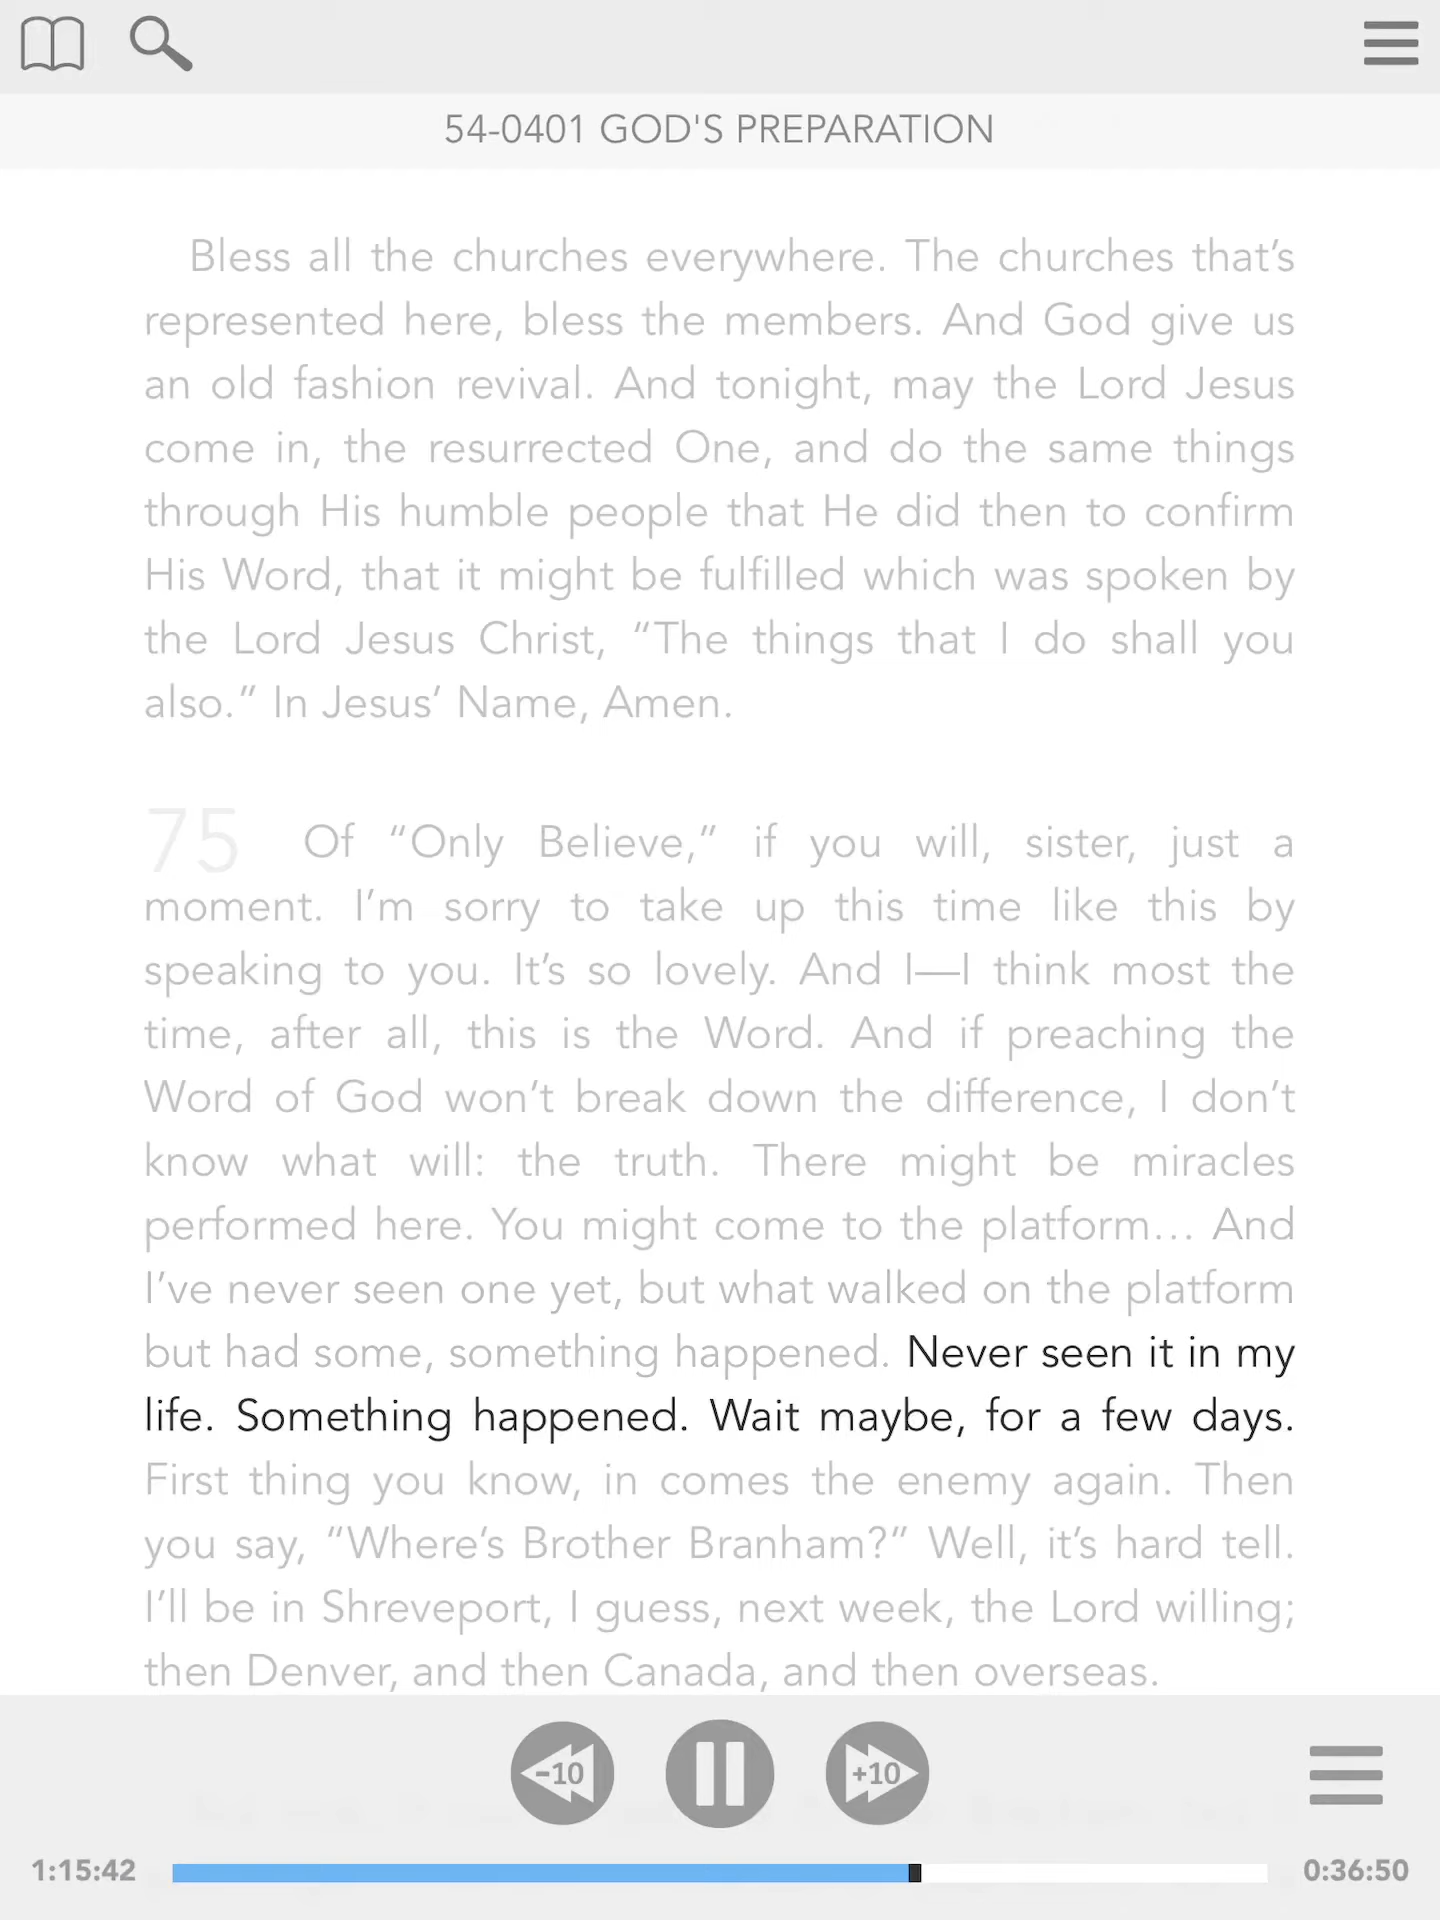 54-0401 GOD'S PREPARATION
Bless all the churches everywhere. The churches that’s
represented here, bless the members. And God give us
an old fashion revival. And tonight, may the Lord Jesus
come in, the resurrected One, and do the same things
through His humble people that He did then to confirm
His Word, that it might be fulfilled which was spoken by
the Lord Jesus Christ, “The things that I do shall you
also.” In Jesus’ Name, Amen.
75 Of “Only Believe,” if you will, sister, just a
moment. I’m sorry to take up this time like this by
speaking to you. It’s so lovely. And I—I think most the
time, after all, this is the Word. And if preaching the
Word of God won’t break down the difference, I don’t
know what will: the truth. There might be miracles
performed here. You might come to the platform… And
I’ve never seen one yet, but what walked on the platform
but had some, something happened. Never seen it in my
life. Something happened. Wait maybe, for a few days.
First thing you know, in comes the enemy again. Then
you say, “Where’s Brother Branham?” Well, it’s hard tell.
I’ll be in Shreveport, I guess, next week, the Lord willing;
then Denver, and then Canada, and then overseas.
-10 +10
1:15:42 0:36:50